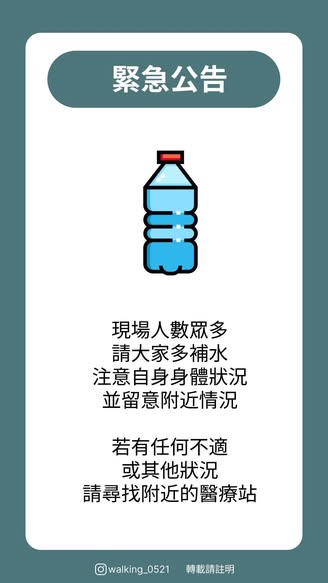 緊急公告
現場人數眾多
請大家多補水
注意自身身體狀況
並留意附近情況
若有任何不適
或其他狀況
請尋找附近的醫療站
walking_0521 轉載請註明